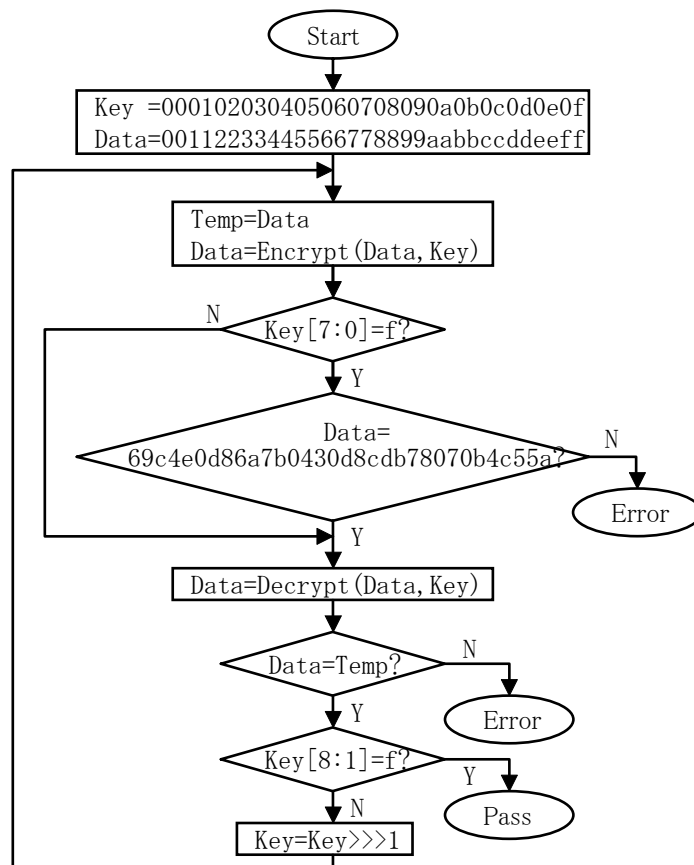 Start
Key =000102030405060708090a0b0c0d0e0f
Data=00112233445566778899aabbccddeeff
Temp=Data
Data=Encrypt(Data,Key)
N
Key[7:0]=f?
Y
Data=
69c4e0d86a7b0430d8cdb78070b4c55a?
N
Error
Y
Data=Decrypt(Data,Key)
Data=Temp?
N
Error
Y
Key[8:1]=f?
Y
Pass
N
Key=Key>>>1